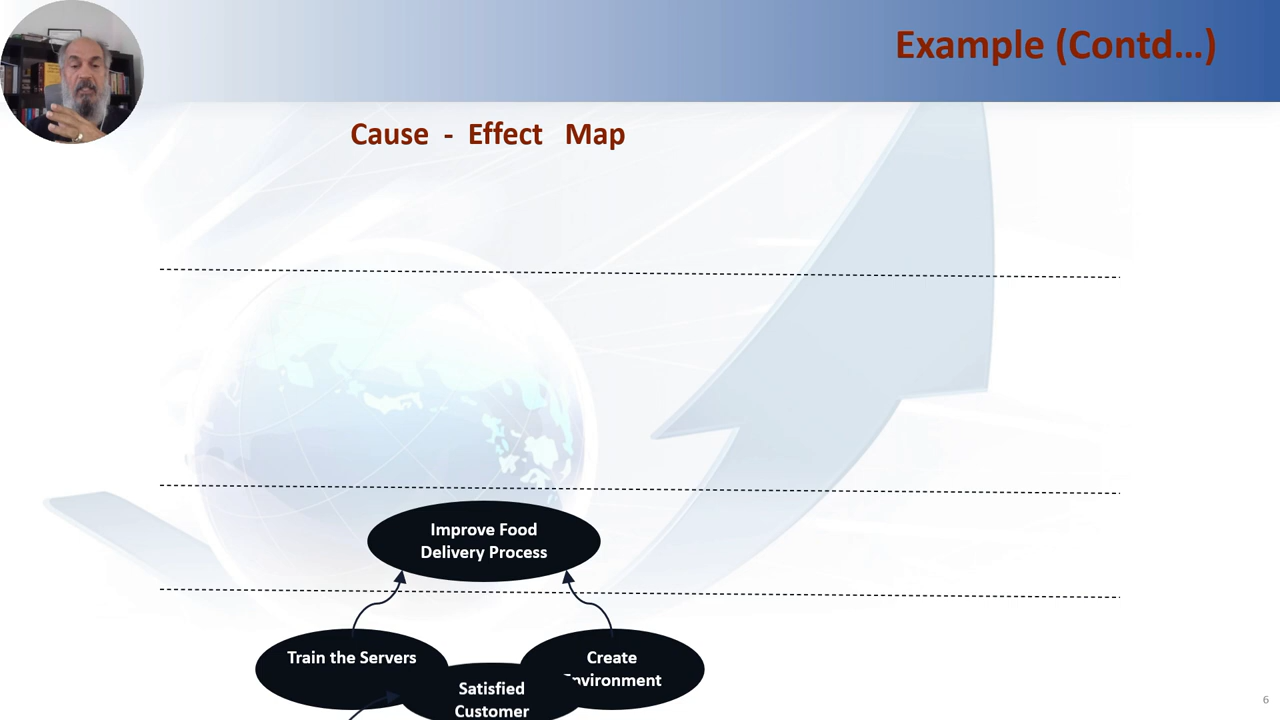 Example (Contd...)
Cause - Effect Map
Improve Food
Delivery Process
Train the Servers
Create
Environment
Satisfied
Customer
6